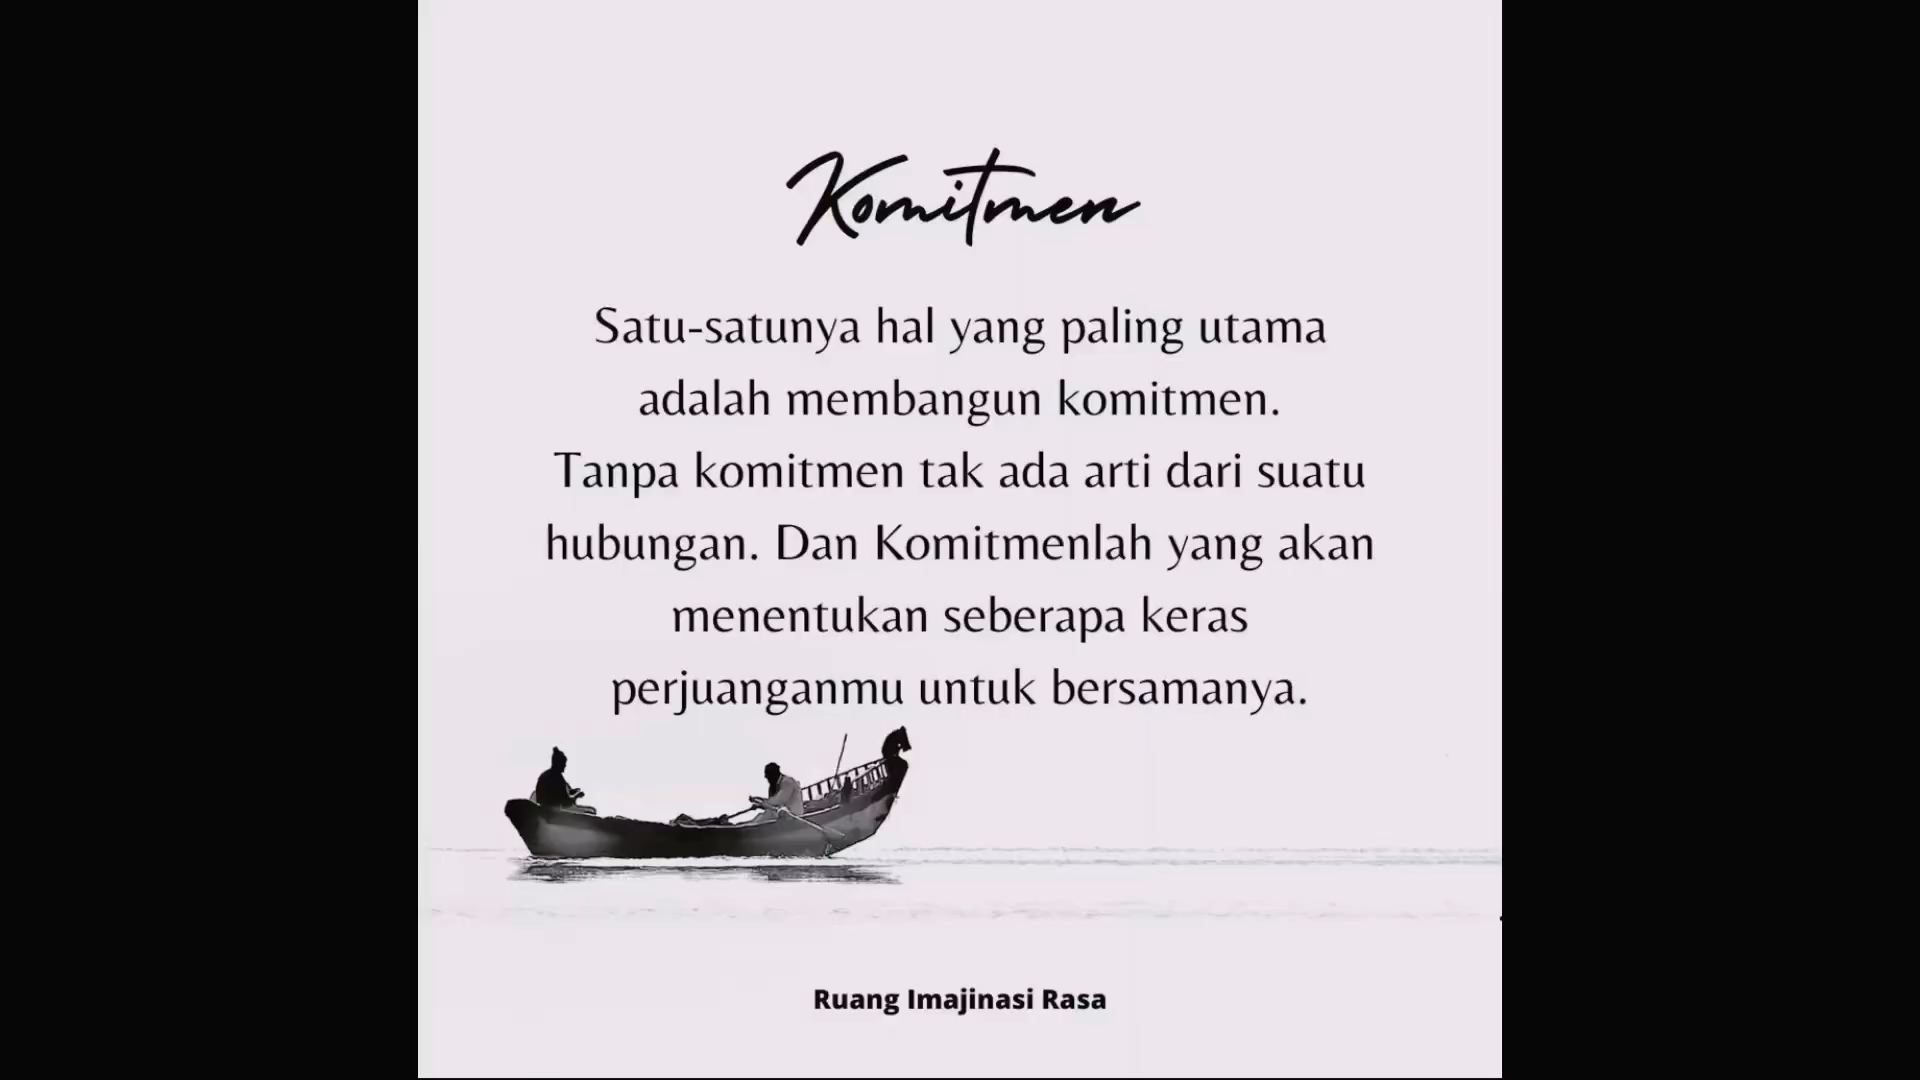 Komitmen
Satu-satunya hal yang paling utama
adalah membangun komitmen.
Tanpa komitmen tak ada arti dari suatu
hubungan. Dan Komitmenlah yang akan
menentukan seberapa keras
perjuanganmu untuk bersamanya.
Ruang Imajinasi Rasa